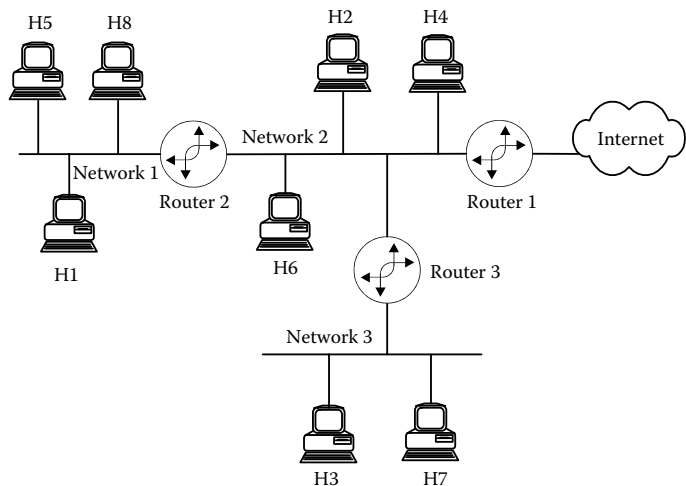 H5
H8
H2
H4
Internet
Network 2
Network 1
Router 2
Router 1
H6
H1
Router 3
Network 3
H3
H7